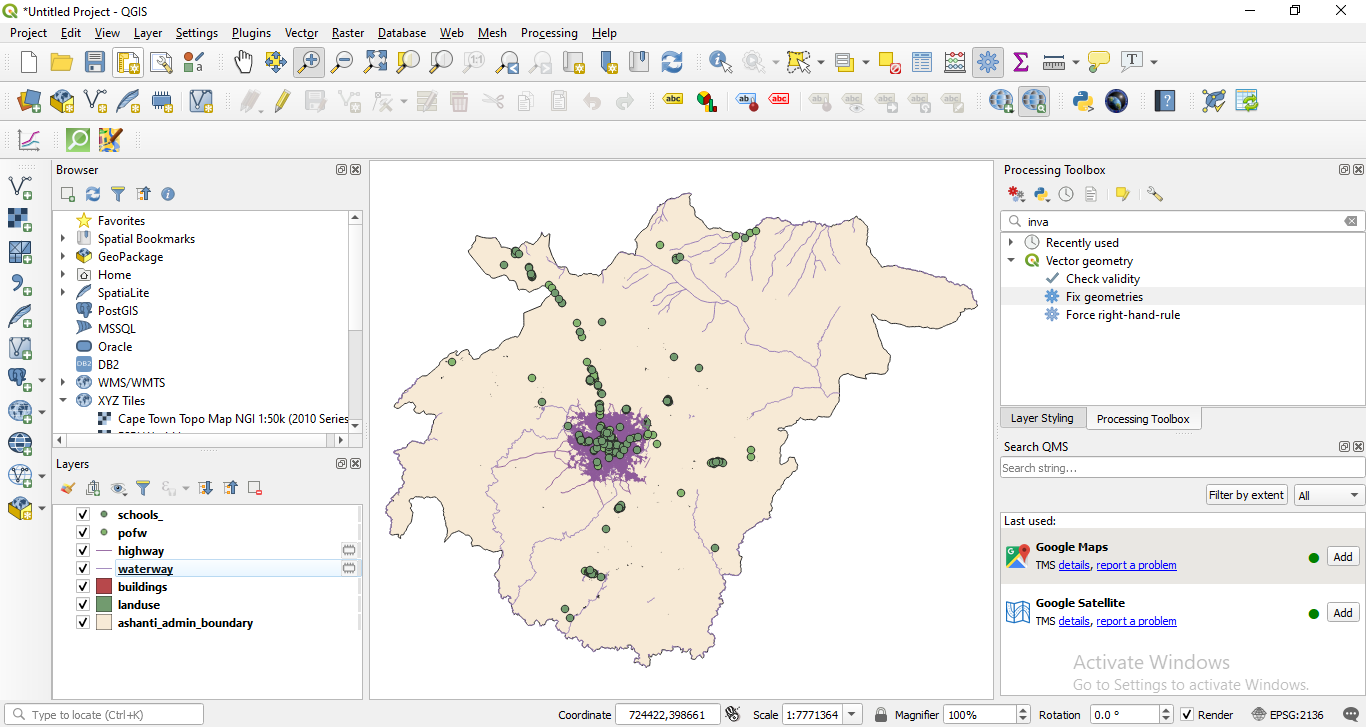 *Untitled Project - QGIS
Project Edit View Layer Settings Plugins Vector Raster Database Web Mesh Processing Help
Browser
Favorites
Spatial Bookmarks
GeoPackage
Home
SpatiaLite
PostGIS
MSSQL
Oracle
DB2
WMS/WMTS
XYZ Tiles
Cape Town Topo Map NGI 1:50k (2010 Series
Layers
schools_
pofw
highway
waterway
buildings
landuse
ashanti_admin_boundary
Processing Toolbox
inva
Recently used
Vector geometry
Check validity
Fix geometries
Force right-hand-rule
Layer Styling Processing Toolbox
Search QMS
Search string...
Filter by extent All
Last used:
Google Maps
TMS details, report a problem
Add
Google Satellite
TMS details, report a problem
Add
Activate Windows
Go to Settings to activate Windows.
Type to locate (Ctrl+K) Coordinate 724422,398661 Scale 1:7771364 Magnifier 100% Rotation 0.0 ° Render EPSG:2136